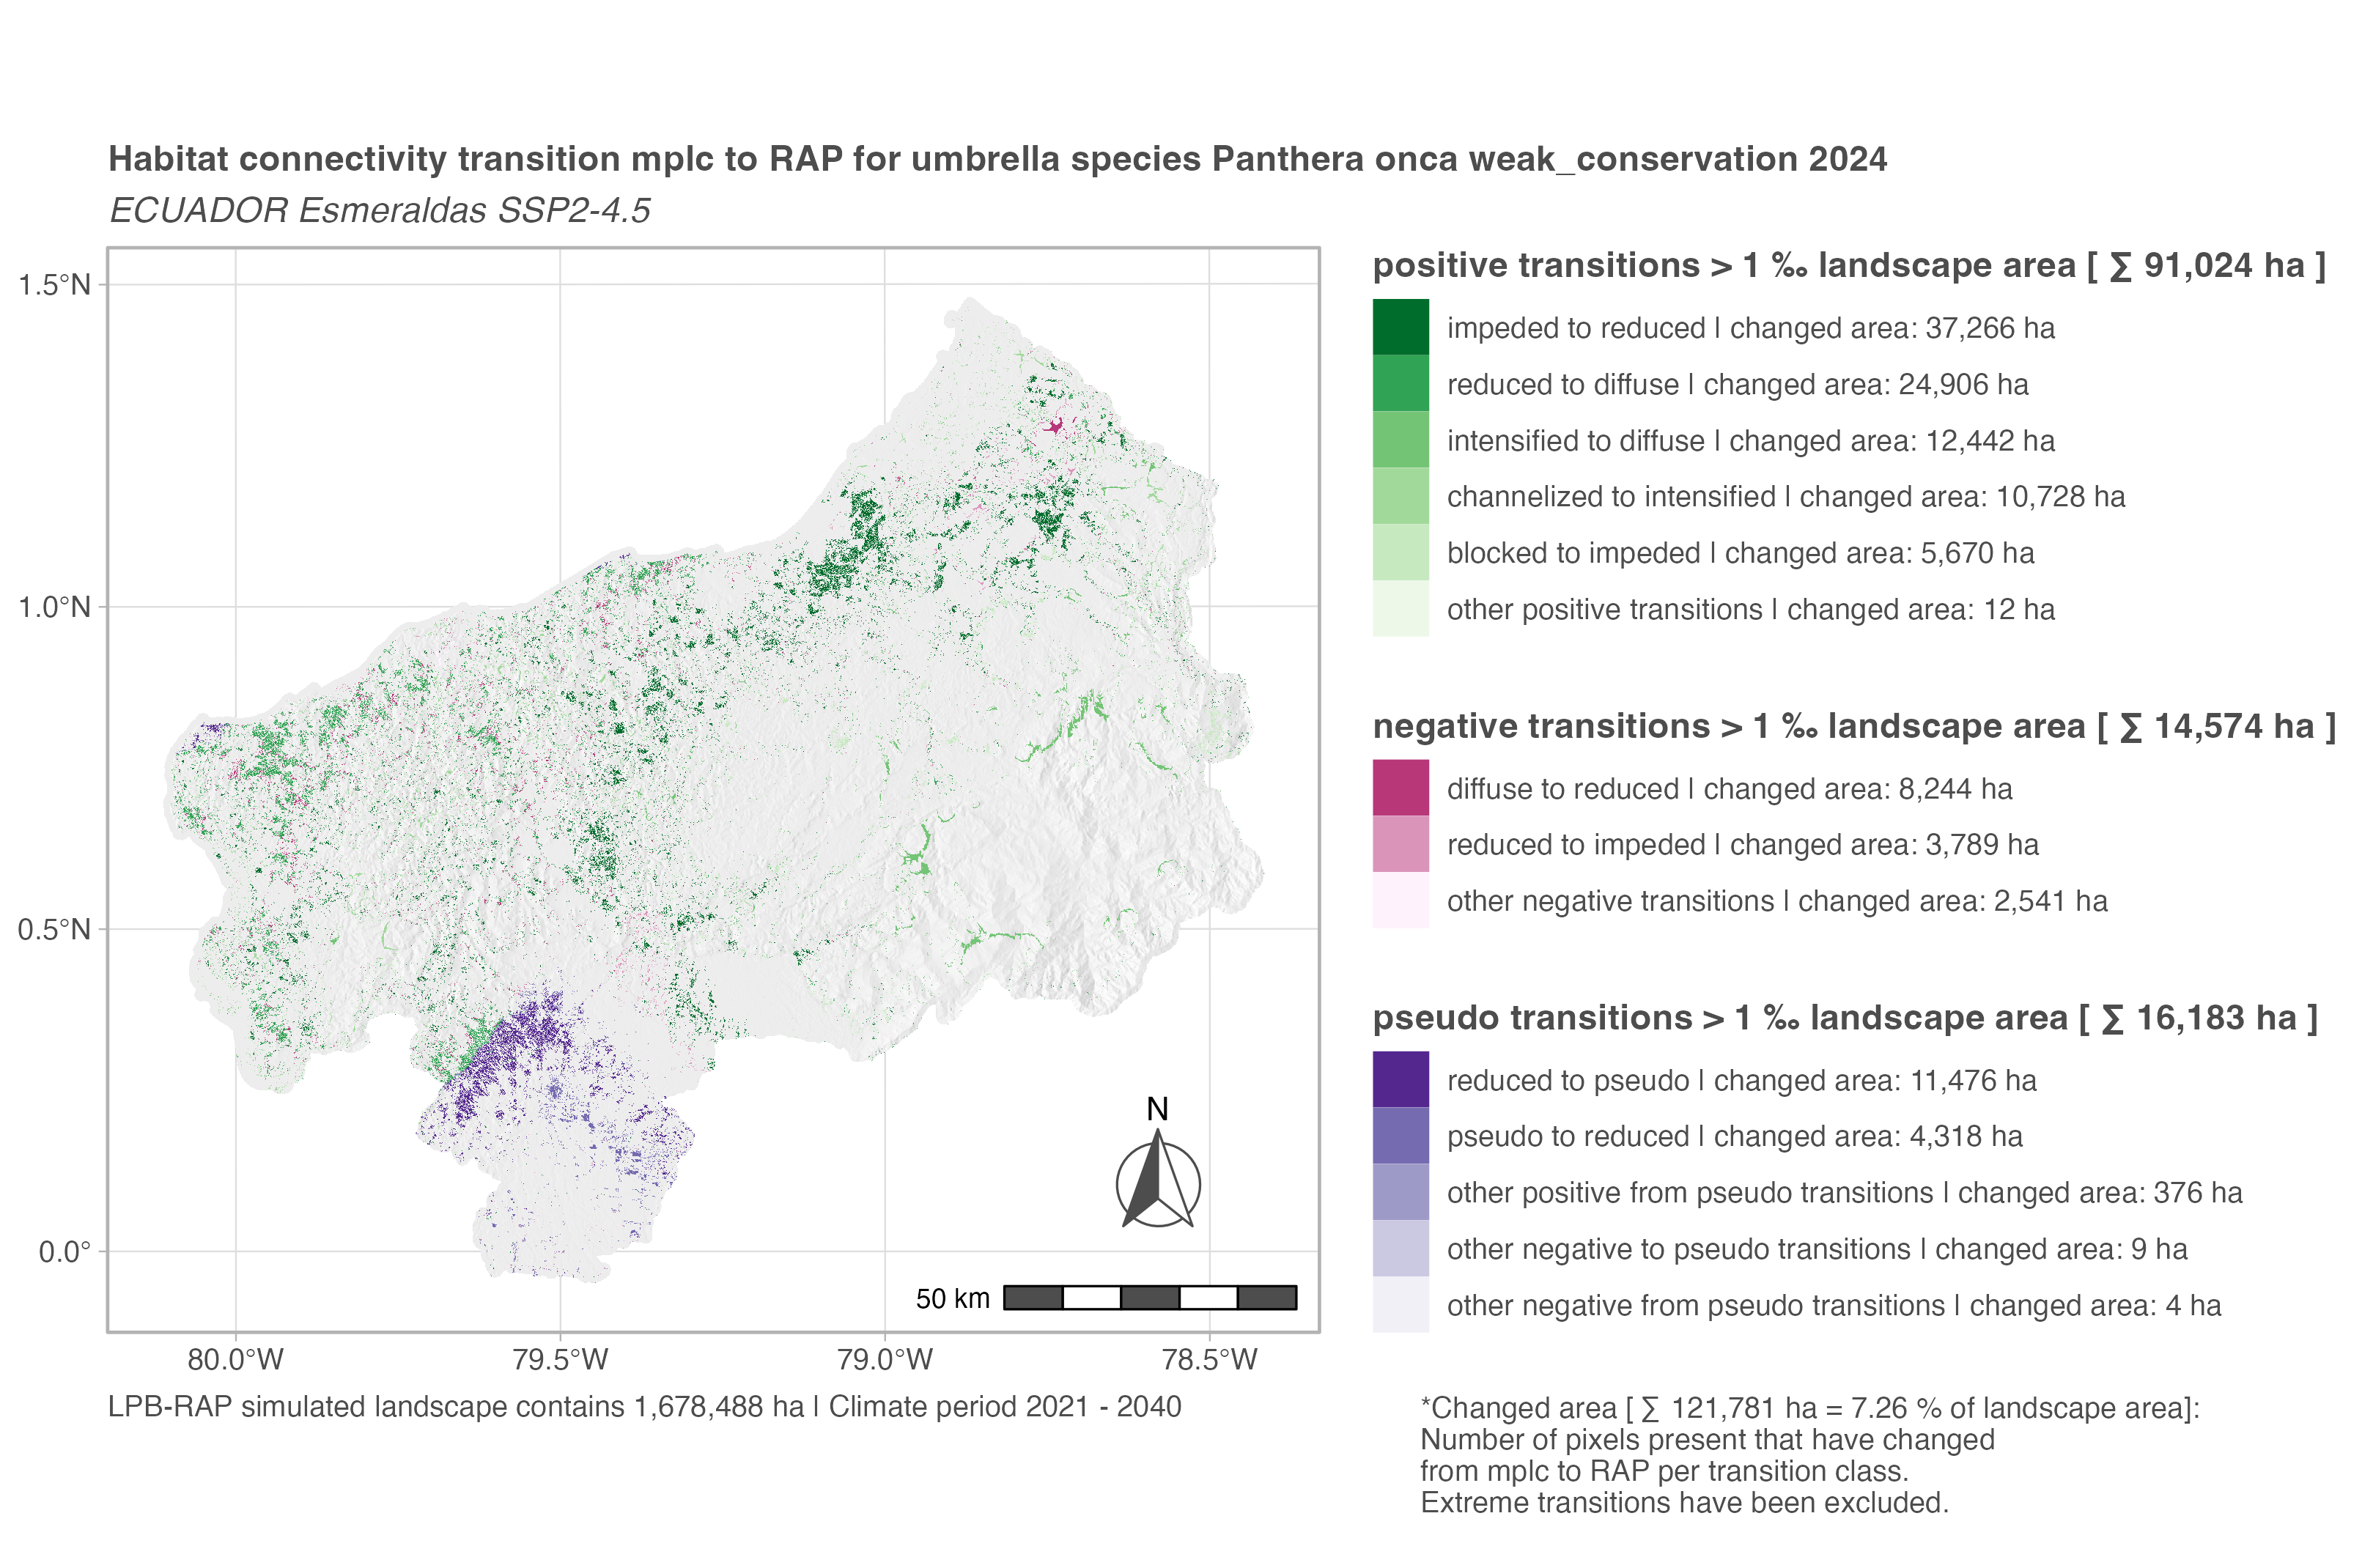 Habitat connectivity transition mplc to RAP for umbrella species Panthera onca weak_conservation 2024
ECUADOR Esmeraldas SSP2-4.5
1.5°N
1.0°N
0.5°N
0.0°
80.0°W
79.5°W
79.0°W
78.5°W
N
50 km
positive transitions > 1 ‰ landscape area [ ∑ 91,024 ha ]
impeded to reduced | changed area: 37,266 ha
reduced to diffuse | changed area: 24,906 ha
intensified to diffuse | changed area: 12,442 ha
channelized to intensified | changed area: 10,728 ha
blocked to impeded | changed area: 5,670 ha
other positive transitions | changed area: 12 ha
negative transitions > 1 ‰ landscape area [ ∑ 14,574 ha ]
diffuse to reduced | changed area: 8,244 ha
reduced to impeded | changed area: 3,789 ha
other negative transitions | changed area: 2,541 ha
pseudo transitions > 1 ‰ landscape area [ ∑ 16,183 ha ]
reduced to pseudo | changed area: 11,476 ha
pseudo to reduced | changed area: 4,318 ha
other positive from pseudo transitions | changed area: 376 ha
other negative to pseudo transitions | changed area: 9 ha
other negative from pseudo transitions | changed area: 4 ha
LPB-RAP simulated landscape contains 1,678,488 ha | Climate period 2021 - 2040
*Changed area [ ∑ 121,781 ha = 7.26 % of landscape area]:
Number of pixels present that have changed
from mplc to RAP per transition class.
Extreme transitions have been excluded.